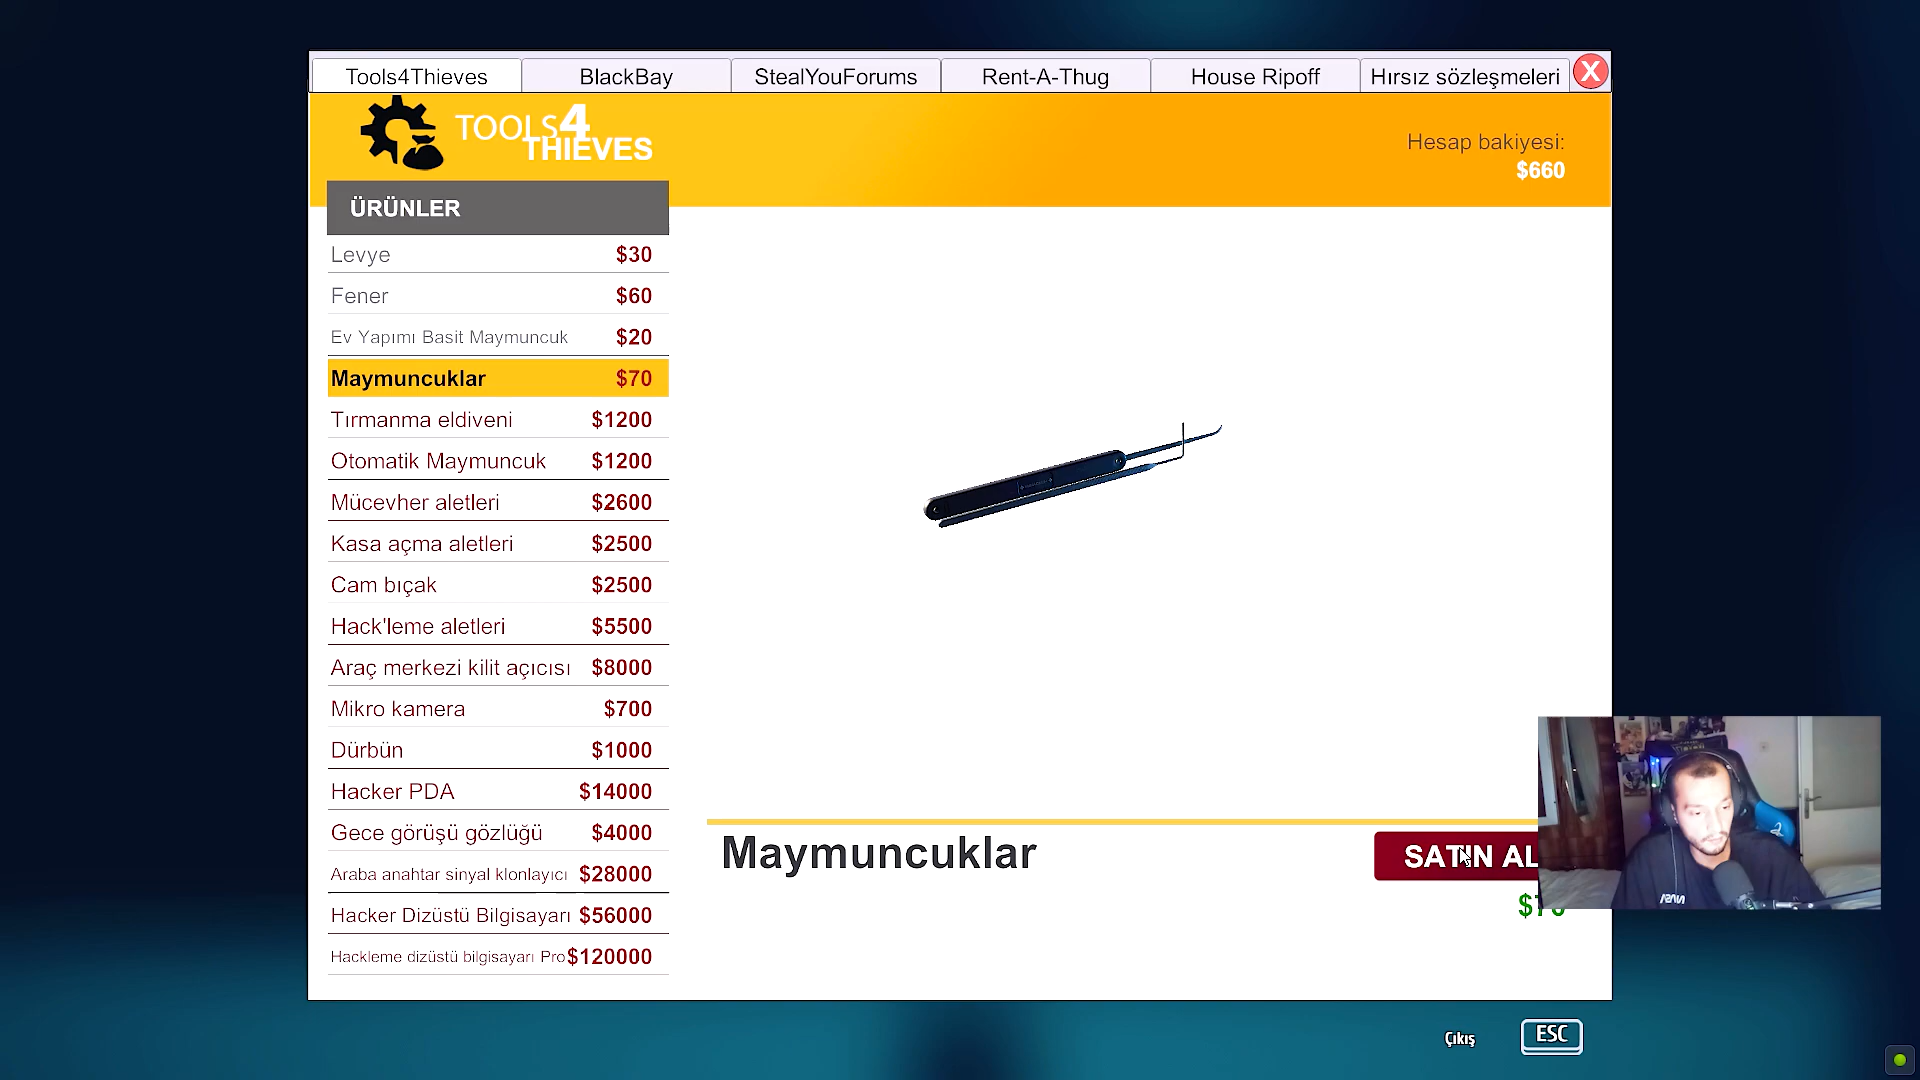 Tools4Thieves
BlackBay
StealYouForums
Rent-A-Thug
House Ripoff
Hırsız sözleşmeleri
X
TOOLS4
THIEVES
Hesap bakiyesi:
$660
ÜRÜNLER
Levye $30
Fener $60
Ev Yapımı Basit Maymuncuk $20
Maymuncuklar $70
Tırmanma eldiveni $1200
Otomatik Maymuncuk $1200
Mücevher aletleri $2600
Kasa açma aletleri $2500
Cam bıçak $2500
Hack'leme aletleri $5500
Araç merkezi kilit açıcısı $8000
Mikro kamera $700
Dürbün $1000
Hacker PDA $14000
Gece görüşü gözlüğü $4000
Araba anahtar sinyal klonlayıcı $28000
Hacker Dizüstü Bilgisayarı $56000
Hackleme dizüstü bilgisayarı Pro $120000
Maymuncuklar
SATIN AL
$70
Çıkış
ESC